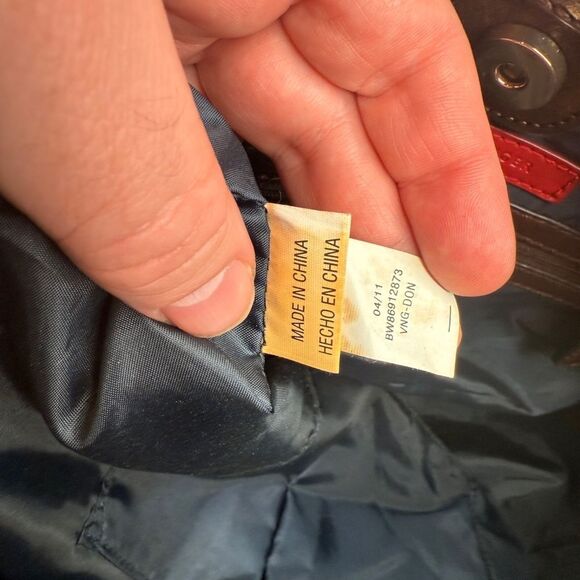 MADE IN CHINA
HECHO EN CHINA
04/11
BW86912873
VNG-DON